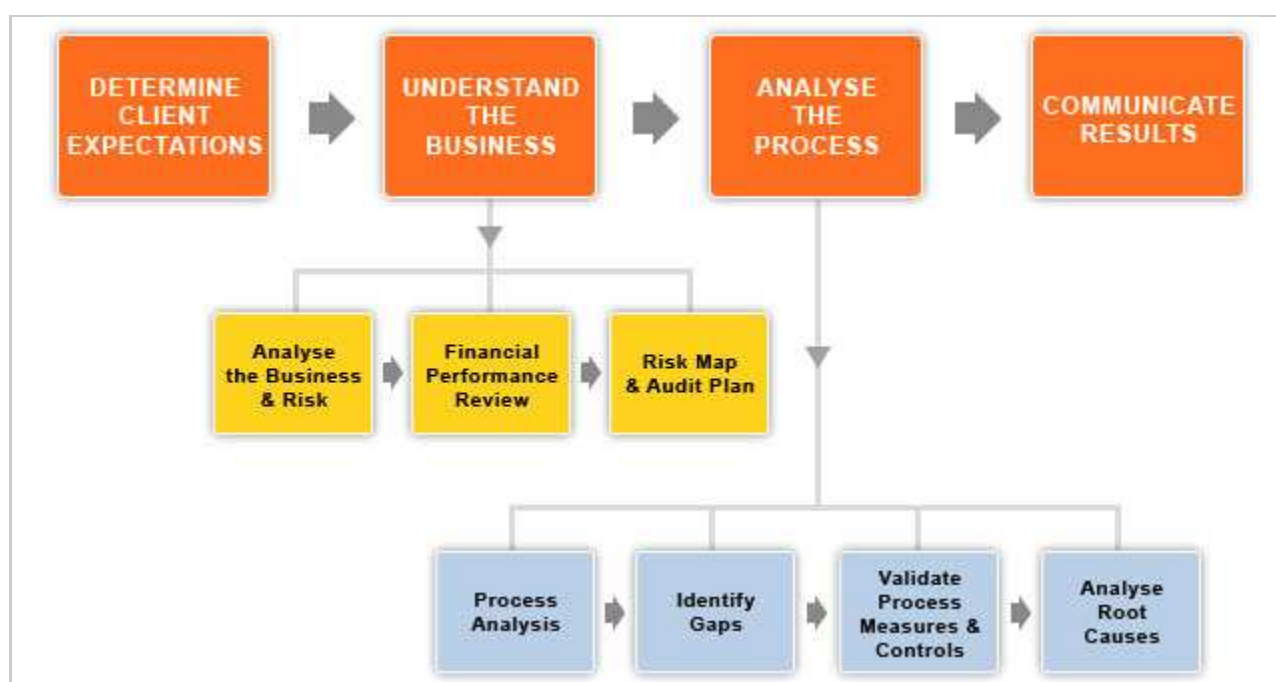 DETERMINE
CLIENT
EXPECTATIONS
UNDERSTAND
THE
BUSINESS
ANALYSE
THE
PROCESS
COMMUNICATE
RESULTS
Analyse
the Business
& Risk
Financial
Performance
Review
Risk Map
& Audit Plan
Process
Analysis
Identify
Gaps
Validate
Process
Measures &
Controls
Analyse
Root
Causes